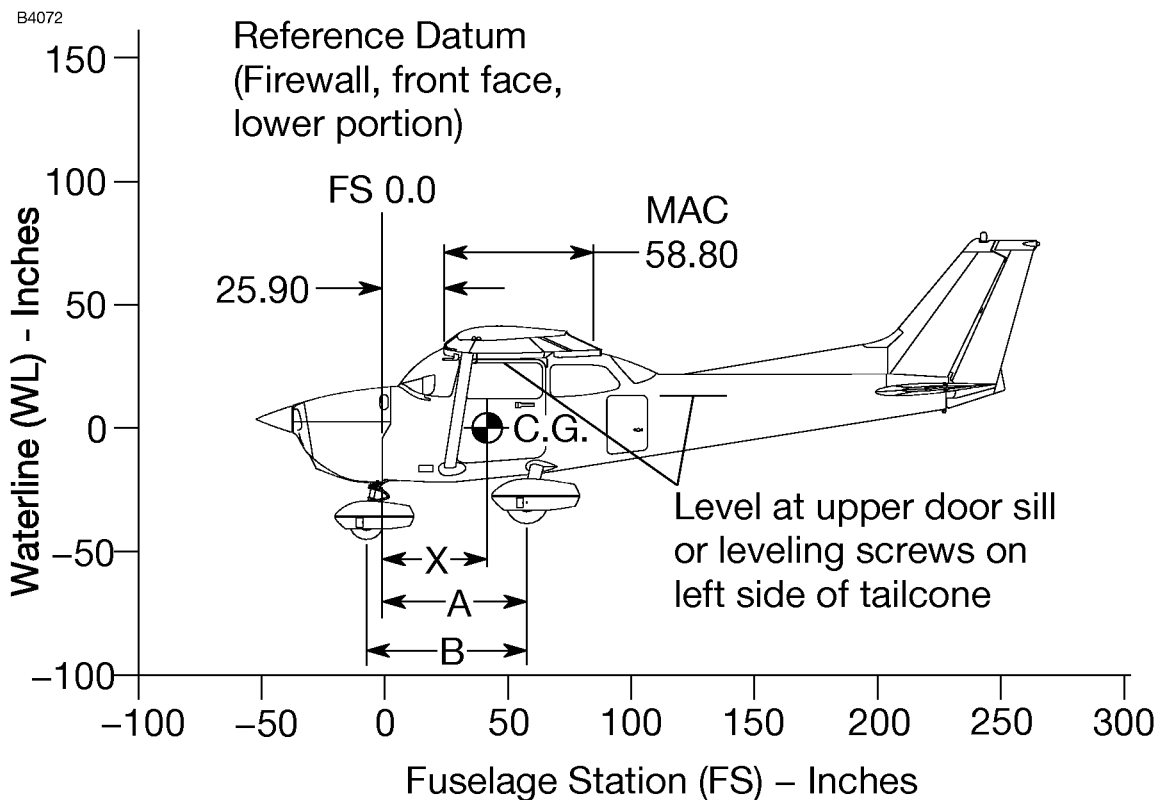 B4072
Reference Datum
(Firewall, front face,
lower portion)
150
100
50
0
−50
−100
Waterline (WL) - Inches
FS 0.0
MAC
58.80
25.90
C.G.
Level at upper door sill
or leveling screws on
left side of tailcone
X
A
B
−100 −50 0 50 100 150 200 250 300
Fuselage Station (FS) – Inches